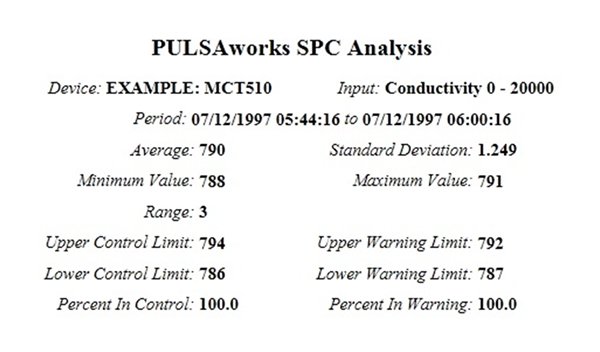 PULSAworks SPC Analysis
Device: EXAMPLE: MCT510 Input: Conductivity 0 - 20000
Period: 07/12/1997 05:44:16 to 07/12/1997 06:00:16
Average: 790 Standard Deviation: 1.249
Minimum Value: 788 Maximum Value: 791
Range: 3
Upper Control Limit: 794 Upper Warning Limit: 792
Lower Control Limit: 786 Lower Warning Limit: 787
Percent In Control: 100.0 Percent In Warning: 100.0